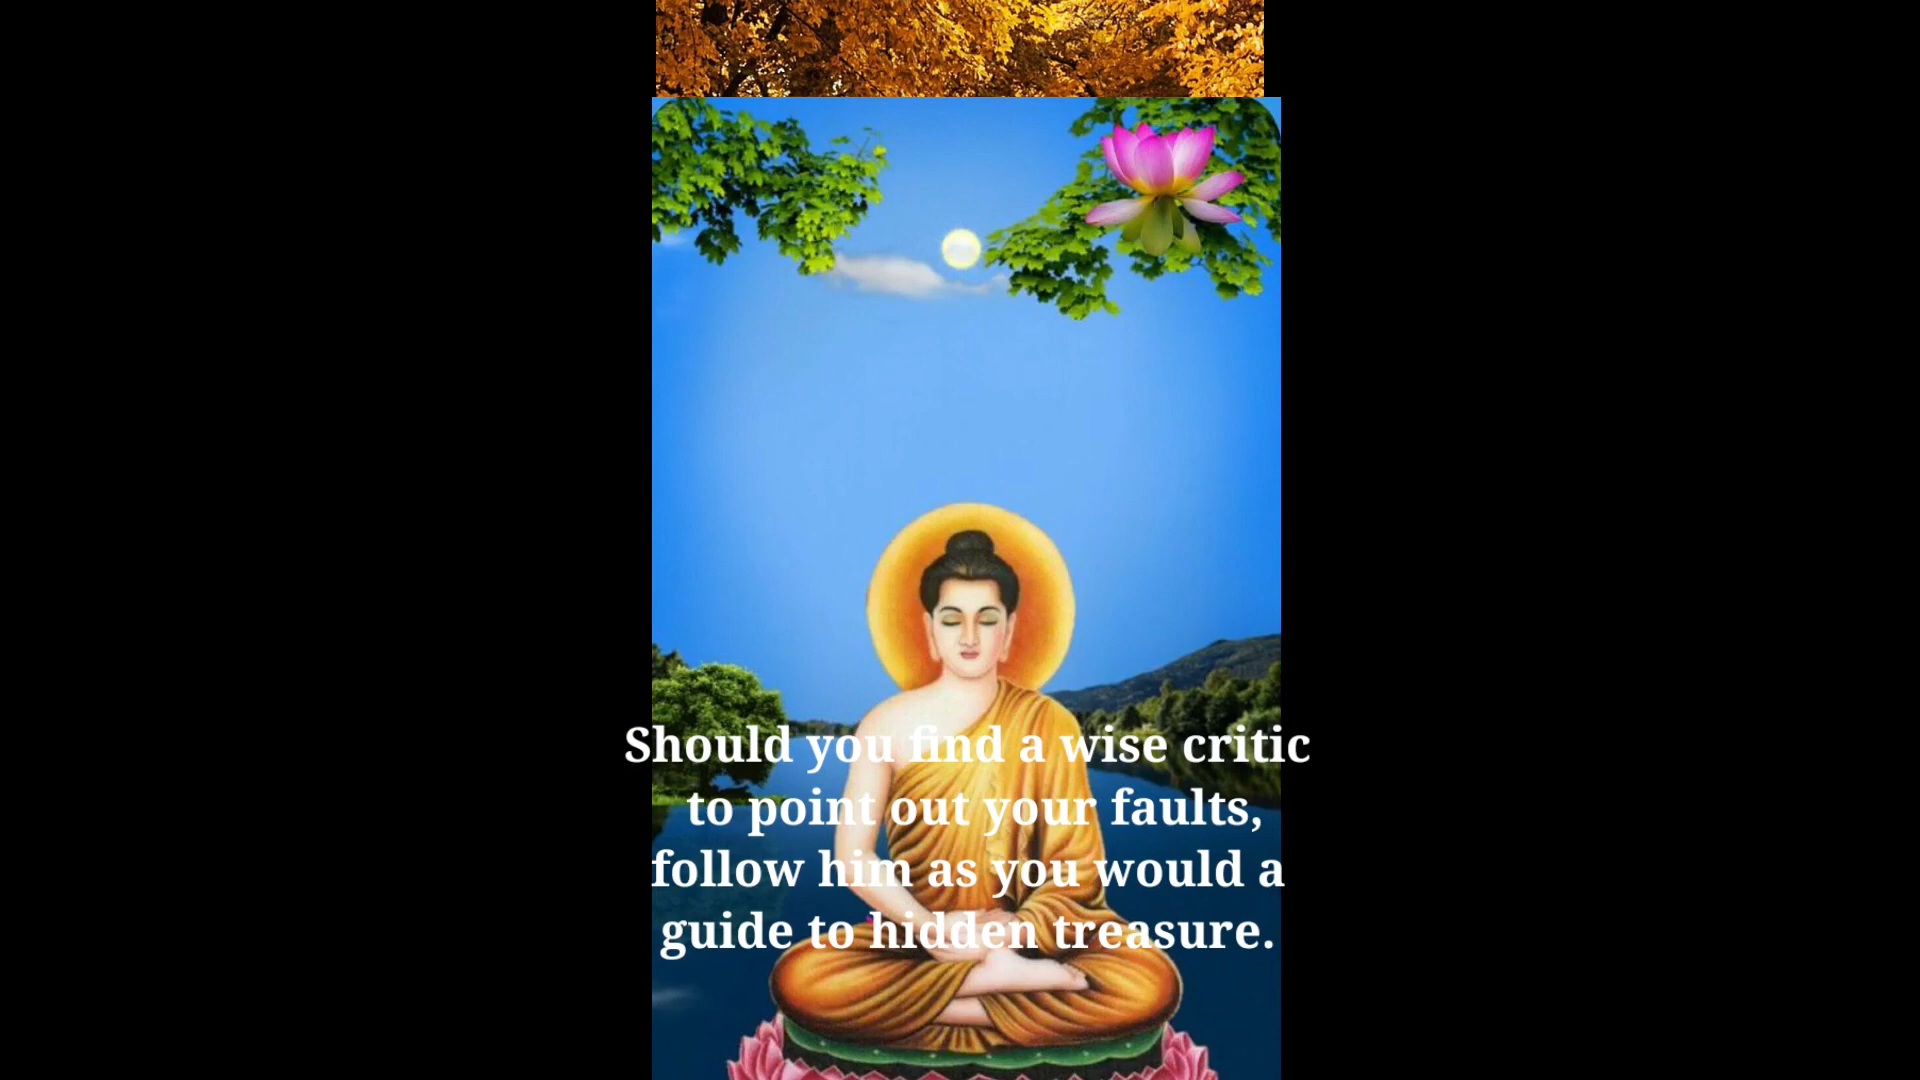 Should you find a wise critic
to point out your faults,
follow him as you would a
guide to hidden treasure.